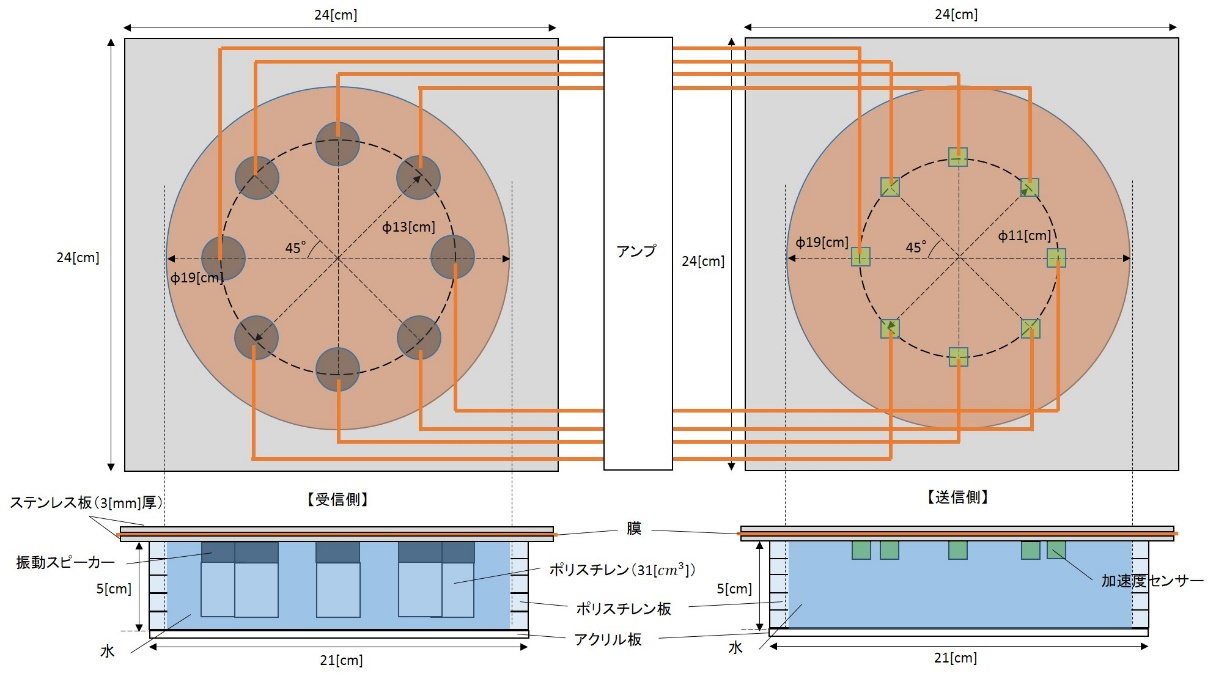 24[cm]
24[cm]
φ13[cm]
45°
アンプ
φ19[cm]
45°
φ11[cm]
24[cm]
24[cm]
φ19[cm]
【受信側】
【送信側】
ステンレス板（3[mm]厚）
膜
振動スピーカー
ポリスチレン（31[cm³]）
加速度センサー
5[cm]
5[cm]
ポリスチレン板
アクリル板
水
水
21[cm]
21[cm]